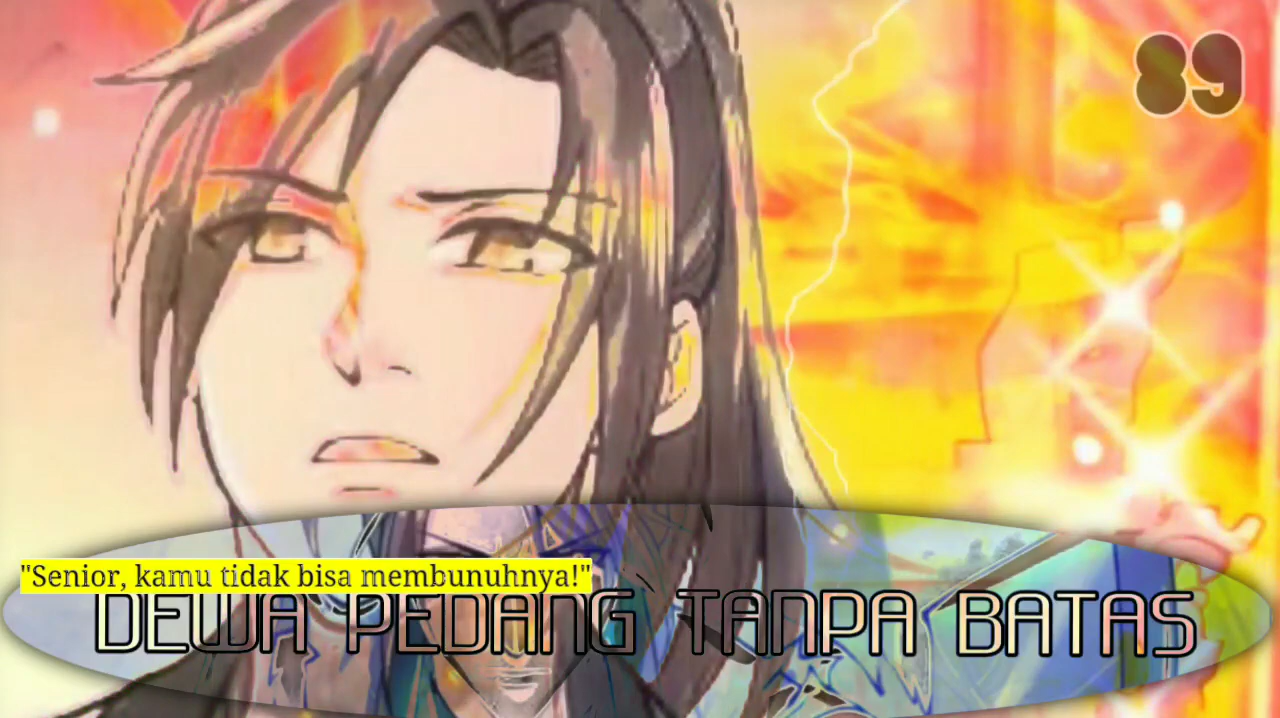 89
"Senior, kamu tidak bisa membunuhnya!"
DEWA PEDANG TANPA BATAS